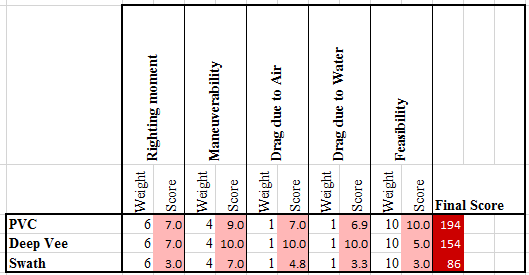 Righting moment Maneuverability Drag due to Air Drag due to Water Feasibility
Weight Score Weight Score Weight Score Weight Score Weight Score Final Score
PVC 6 7.0 4 9.0 1 7.0 1 6.9 10 10.0 194
Deep Vee 6 7.0 4 10.0 1 10.0 1 10.0 10 5.0 154
Swath 6 3.0 4 7.0 1 4.8 1 3.3 10 3.0 86